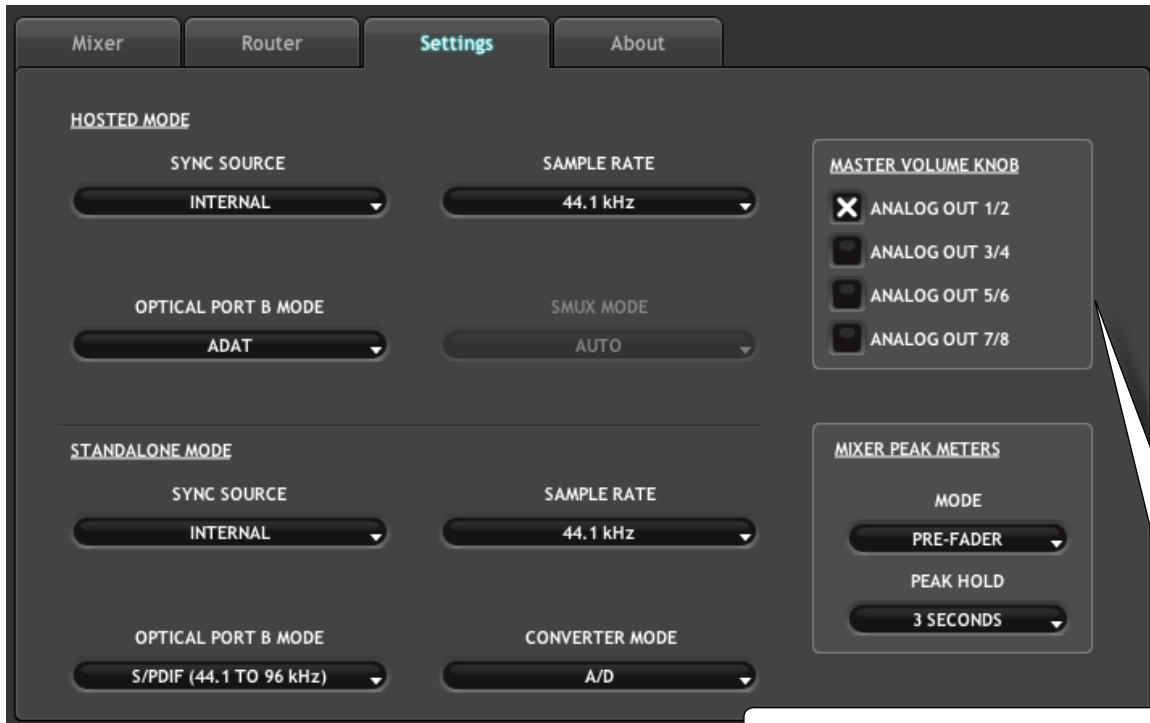 Mixer Router Settings About
HOSTED MODE
SYNC SOURCE SAMPLE RATE
INTERNAL 44.1 kHz
OPTICAL PORT B MODE SMUX MODE
ADAT AUTO
STANDALONE MODE
SYNC SOURCE SAMPLE RATE
INTERNAL 44.1 kHz
OPTICAL PORT B MODE CONVERTER MODE
S/PDIF (44.1 TO 96 kHz) A/D
MASTER VOLUME KNOB
ANALOG OUT 1/2
ANALOG OUT 3/4
ANALOG OUT 5/6
ANALOG OUT 7/8
MIXER PEAK METERS
MODE
PRE-FADER
PEAK HOLD
3 SECONDS